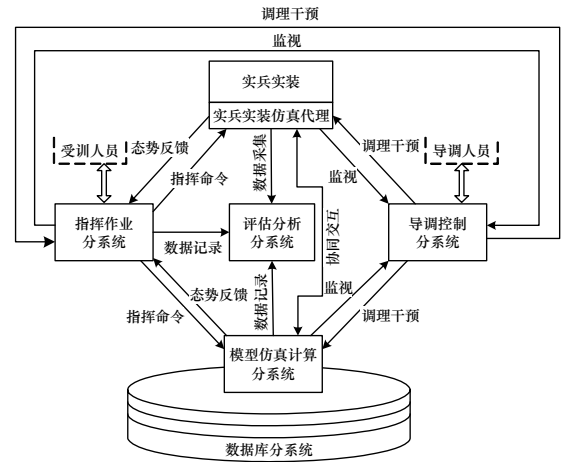 调理干预
监视
实兵实装
实兵实装仿真代理
受训人员
态势反馈
指挥命令
数据采集
监视
调理干预
导调人员
指挥作业
分系统
数据记录
评估分析
分系统
协同交互
导调控制
分系统
态势反馈
指挥命令
数据记录
监视
调理干预
模型仿真计算
分系统
数据库分系统